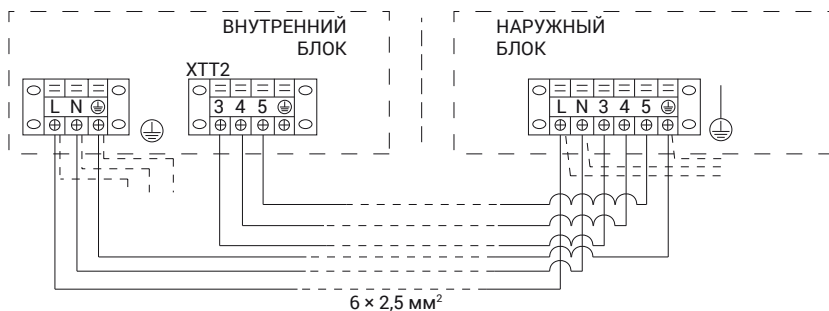 ВНУТРЕННИЙ
БЛОК
НАРУЖНЫЙ
БЛОК
XTT2
L N
3 4 5
L N 3 4 5
6 × 2,5 мм²